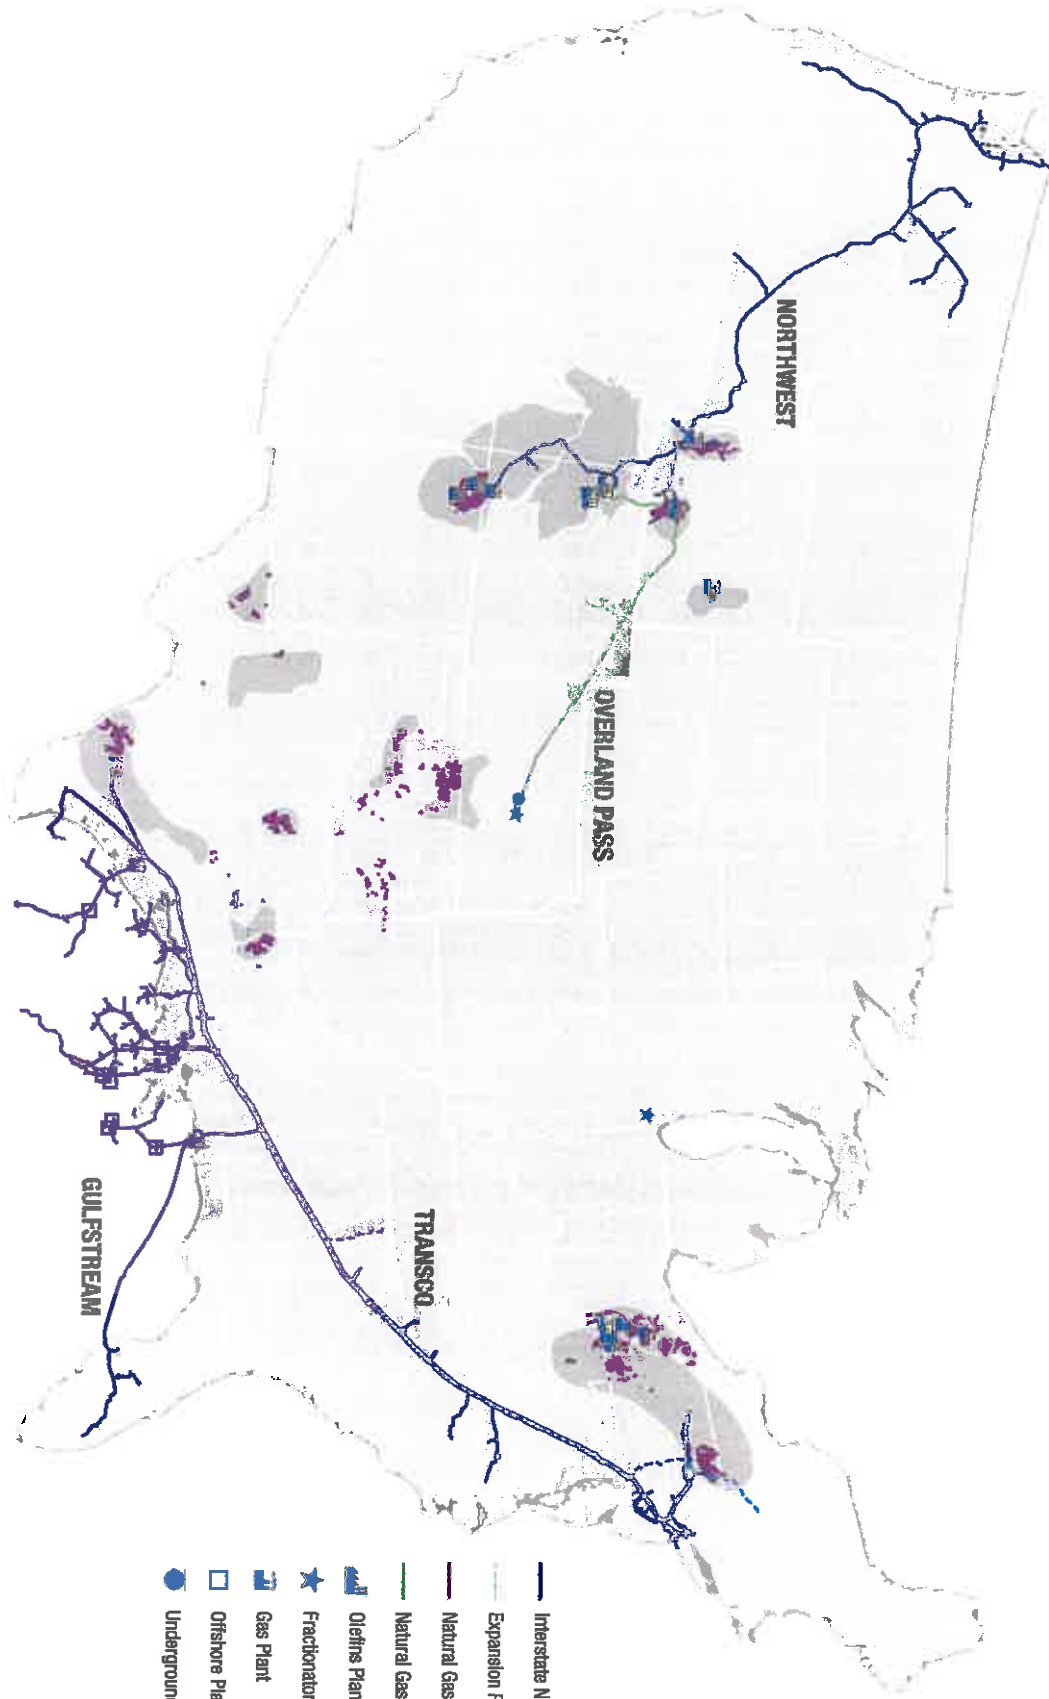 NORTHWEST
OVERLAND PASS
TRANSCO
GULFSTREAM
Interstate N
Expansion
Natural Gas
Natural Gas
Olefins Plan
Fractionator
Gas Plant
Offshore Pla
Undergroun